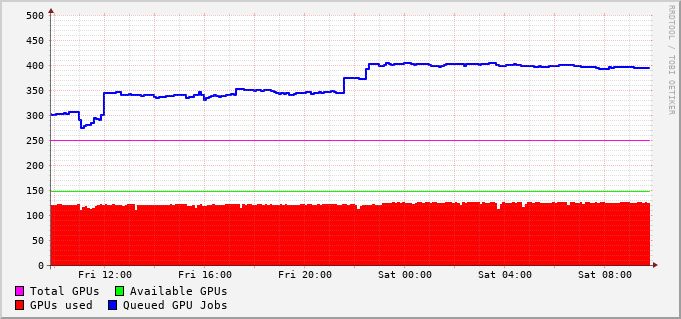 RRDTOOL / TOBI OETIKER
500
450
400
350
300
250
200
150
100
50
0
Fri 12:00 Fri 16:00 Fri 20:00 Sat 00:00 Sat 04:00 Sat 08:00
Total GPUs Available GPUs
GPUs used Queued GPU Jobs